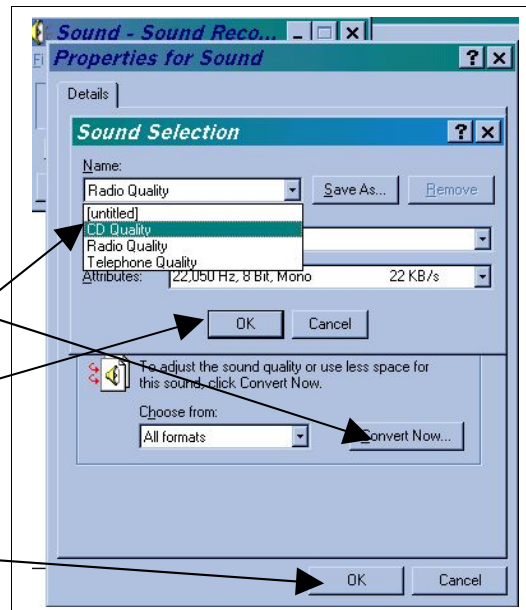 Sound - Sound Reco...
Fi
Properties for Sound
Details
Sound Selection
Name:
Radio Quality
Save As...
Remove
[untitled]
CD Quality
Radio Quality
Telephone Quality
Attributes: 22,050 Hz, 8 Bit, Mono 22 KB/s
OK Cancel
To adjust the sound quality or use less space for
this sound, click Convert Now.
Choose from:
All formats
Convert Now...
OK Cancel